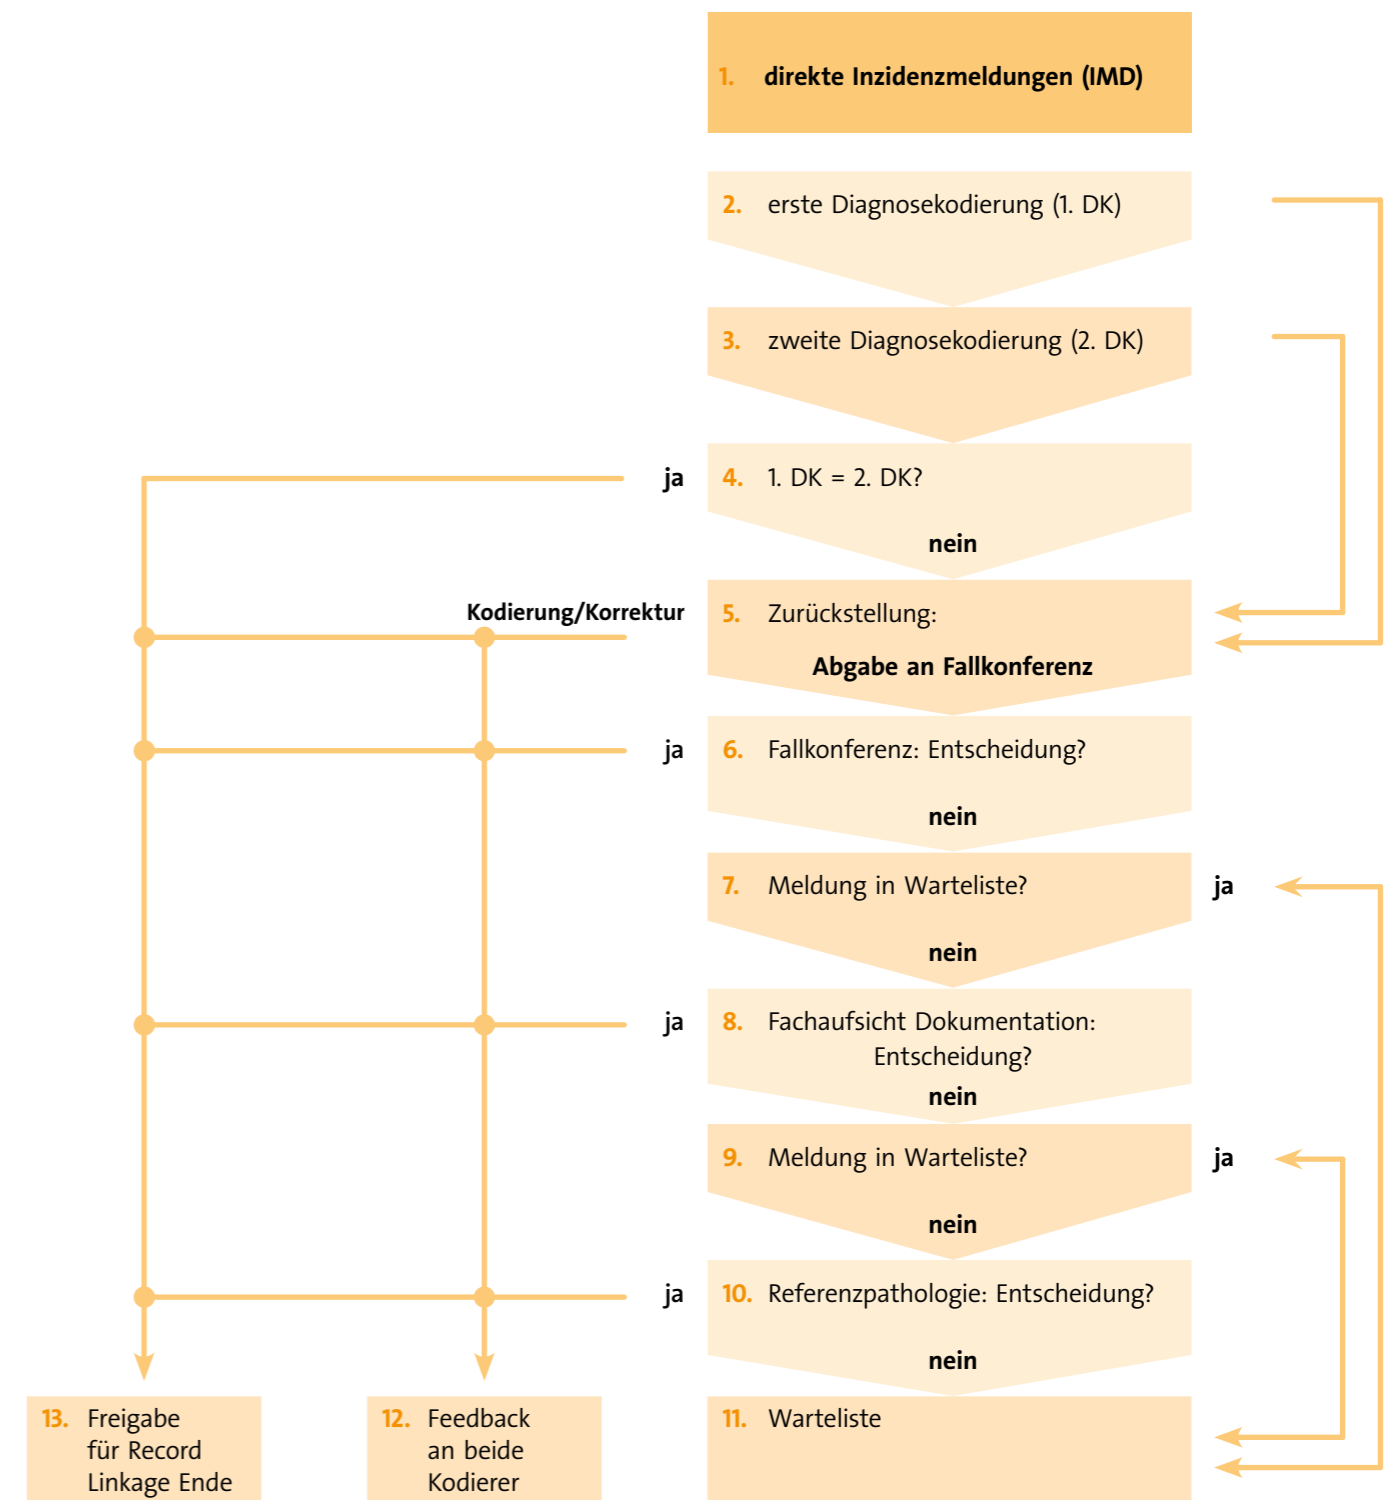 1. direkte Inzidenzmeldungen (IMD)
2. erste Diagnosekodierung (1. DK)
3. zweite Diagnosekodierung (2. DK)
ja
4. 1. DK = 2. DK?
nein
Kodierung/Korrektur
5. Zurückstellung:
Abgabe an Fallkonferenz
ja
6. Fallkonferenz: Entscheidung?
nein
7. Meldung in Warteliste?
ja
nein
ja
8. Fachaufsicht Dokumentation:
Entscheidung?
nein
9. Meldung in Warteliste?
ja
nein
ja
10. Referenzpathologie: Entscheidung?
nein
13. Freigabe
für Record
Linkage Ende
12. Feedback
an beide
Kodierer
11. Warteliste